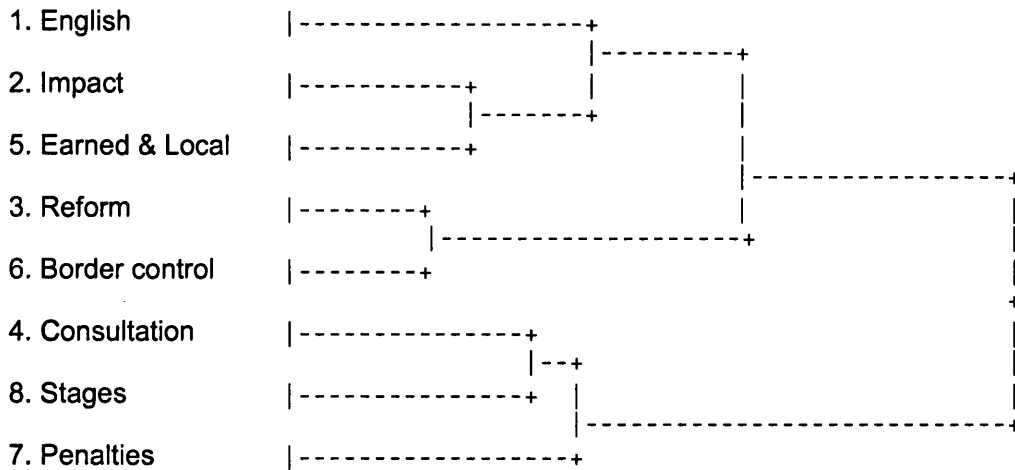 1. English
2. Impact
5. Earned & Local
3. Reform
6. Border control
4. Consultation
8. Stages
7. Penalties